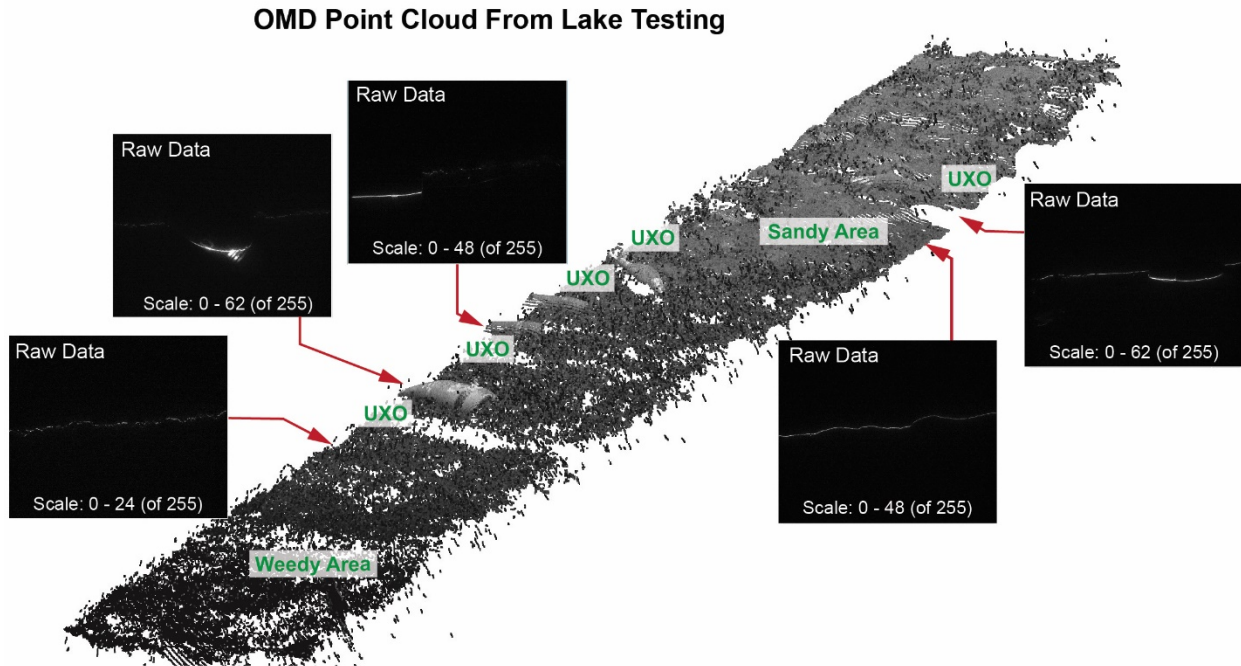 OMD Point Cloud From Lake Testing
Raw Data
Scale: 0 - 48 (of 255)
Raw Data
Scale: 0 - 62 (of 255)
UXO
Raw Data
Scale: 0 - 62 (of 255)
UXO
Sandy Area
UXO
UXO
Raw Data
Scale: 0 - 24 (of 255)
UXO
Raw Data
Scale: 0 - 48 (of 255)
Weedy Area